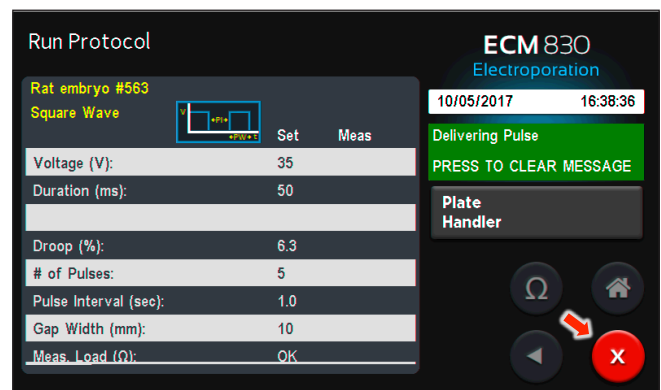 Run Protocol
ECM 830
Electroporation
Rat embryo #563
Square Wave
V
PI
PW
t
Set
Meas
10/05/2017
16:38:36
Delivering Pulse
PRESS TO CLEAR MESSAGE
Voltage (V):
35
Duration (ms):
50
Plate
Handler
Droop (%):
6.3
# of Pulses:
5
Pulse Interval (sec):
1.0
Gap Width (mm):
10
Meas. Load (Ω):
OK
Ω
X